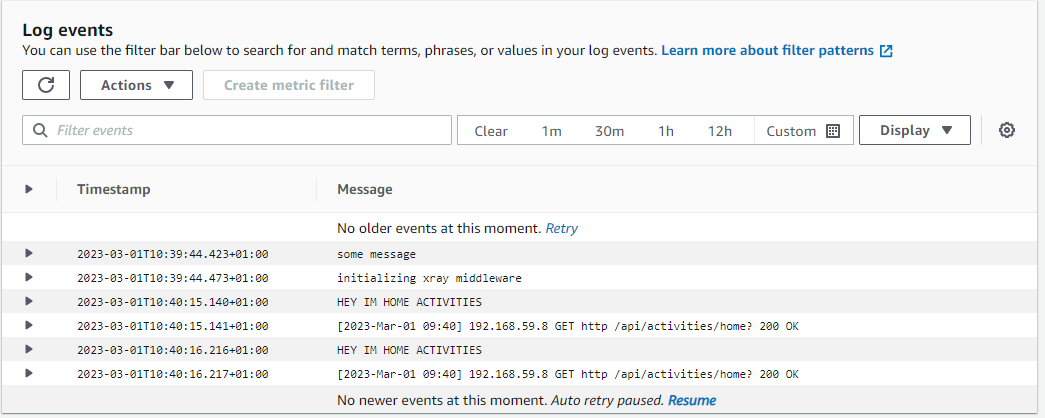 Log events
You can use the filter bar below to search for and match terms, phrases, or values in your log events. Learn more about filter patterns
Actions Create metric filter
Filter events Clear 1m 30m 1h 12h Custom Display
Timestamp Message
No older events at this moment. Retry
2023-03-01T10:39:44.423+01:00 some message
2023-03-01T10:39:44.473+01:00 initializing xray middleware
2023-03-01T10:40:15.140+01:00 HEY IM HOME ACTIVITIES
2023-03-01T10:40:15.141+01:00 [2023-Mar-01 09:40] 192.168.59.8 GET http /api/activities/home? 200 OK
2023-03-01T10:40:16.216+01:00 HEY IM HOME ACTIVITIES
2023-03-01T10:40:16.217+01:00 [2023-Mar-01 09:40] 192.168.59.8 GET http /api/activities/home? 200 OK
No newer events at this moment. Auto retry paused. Resume